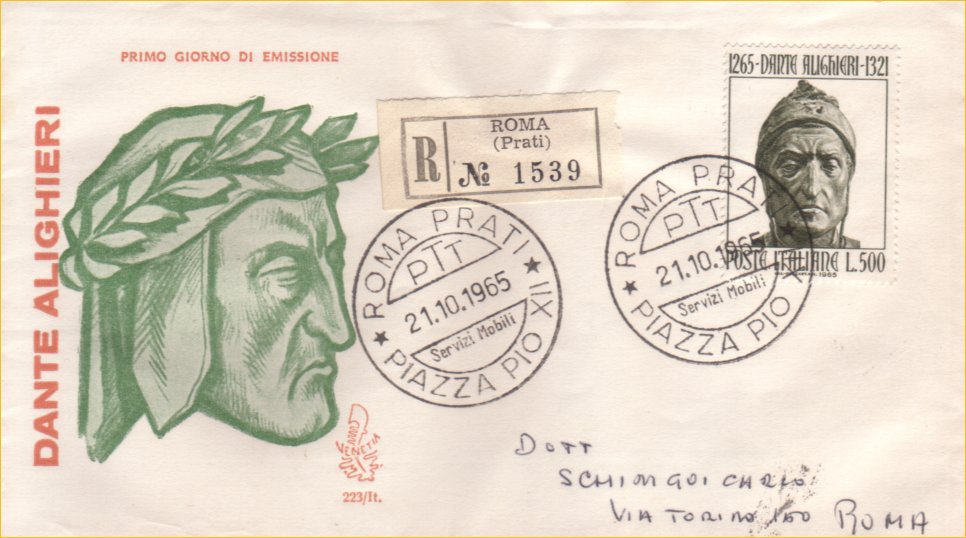 PRIMO GIORNO DI EMISSIONE
DANTE ALIGHIERI
R
ROMA
(Prati)
№ 1539
1265-DANTE ALIGHIERI-1321
POSTE ITALIANE L.500
ROMA PRATI
PTT
21.10.1965
Servizi Mobili
PIAZZA PIO XII
ROMA PRATI
PTT
21.10.1965
Servizi Mobili
PIAZZA PIO XII
VENETIA
223/It.
DOTT
VIA TORINO 150 ROMA